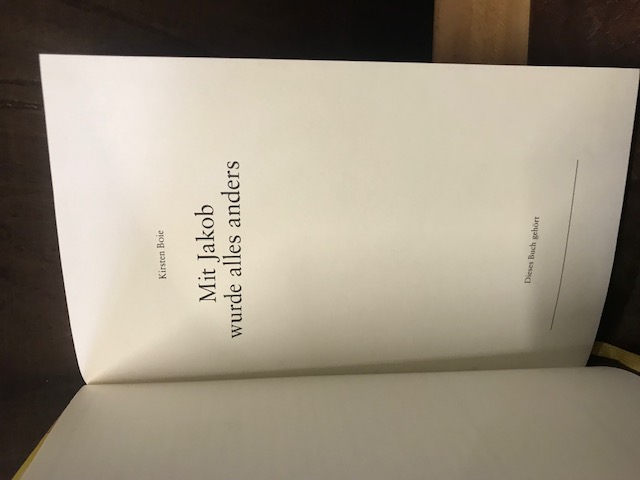 Kirsten Boie
Mit Jakob
wurde alles anders
Dieses Buch gehört